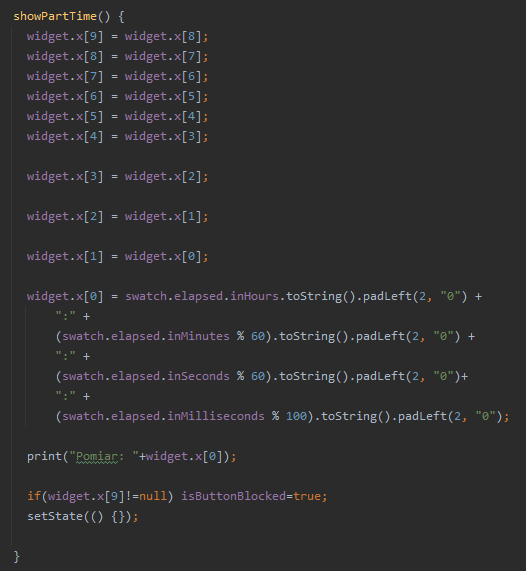 showPartTime() {
widget.x[9] = widget.x[8];
widget.x[8] = widget.x[7];
widget.x[7] = widget.x[6];
widget.x[6] = widget.x[5];
widget.x[5] = widget.x[4];
widget.x[4] = widget.x[3];
widget.x[3] = widget.x[2];
widget.x[2] = widget.x[1];
widget.x[1] = widget.x[0];
widget.x[0] = swatch.elapsed.inHours.toString().padLeft(2, "0") +
":" +
(swatch.elapsed.inMinutes % 60).toString().padLeft(2, "0") +
":" +
(swatch.elapsed.inSeconds % 60).toString().padLeft(2, "0")+
":" +
(swatch.elapsed.inMilliseconds % 100).toString().padLeft(2, "0");
print("Pomiar: "+widget.x[0]);
if(widget.x[9]!=null) isButtonBlocked=true;
setState(() {});
}